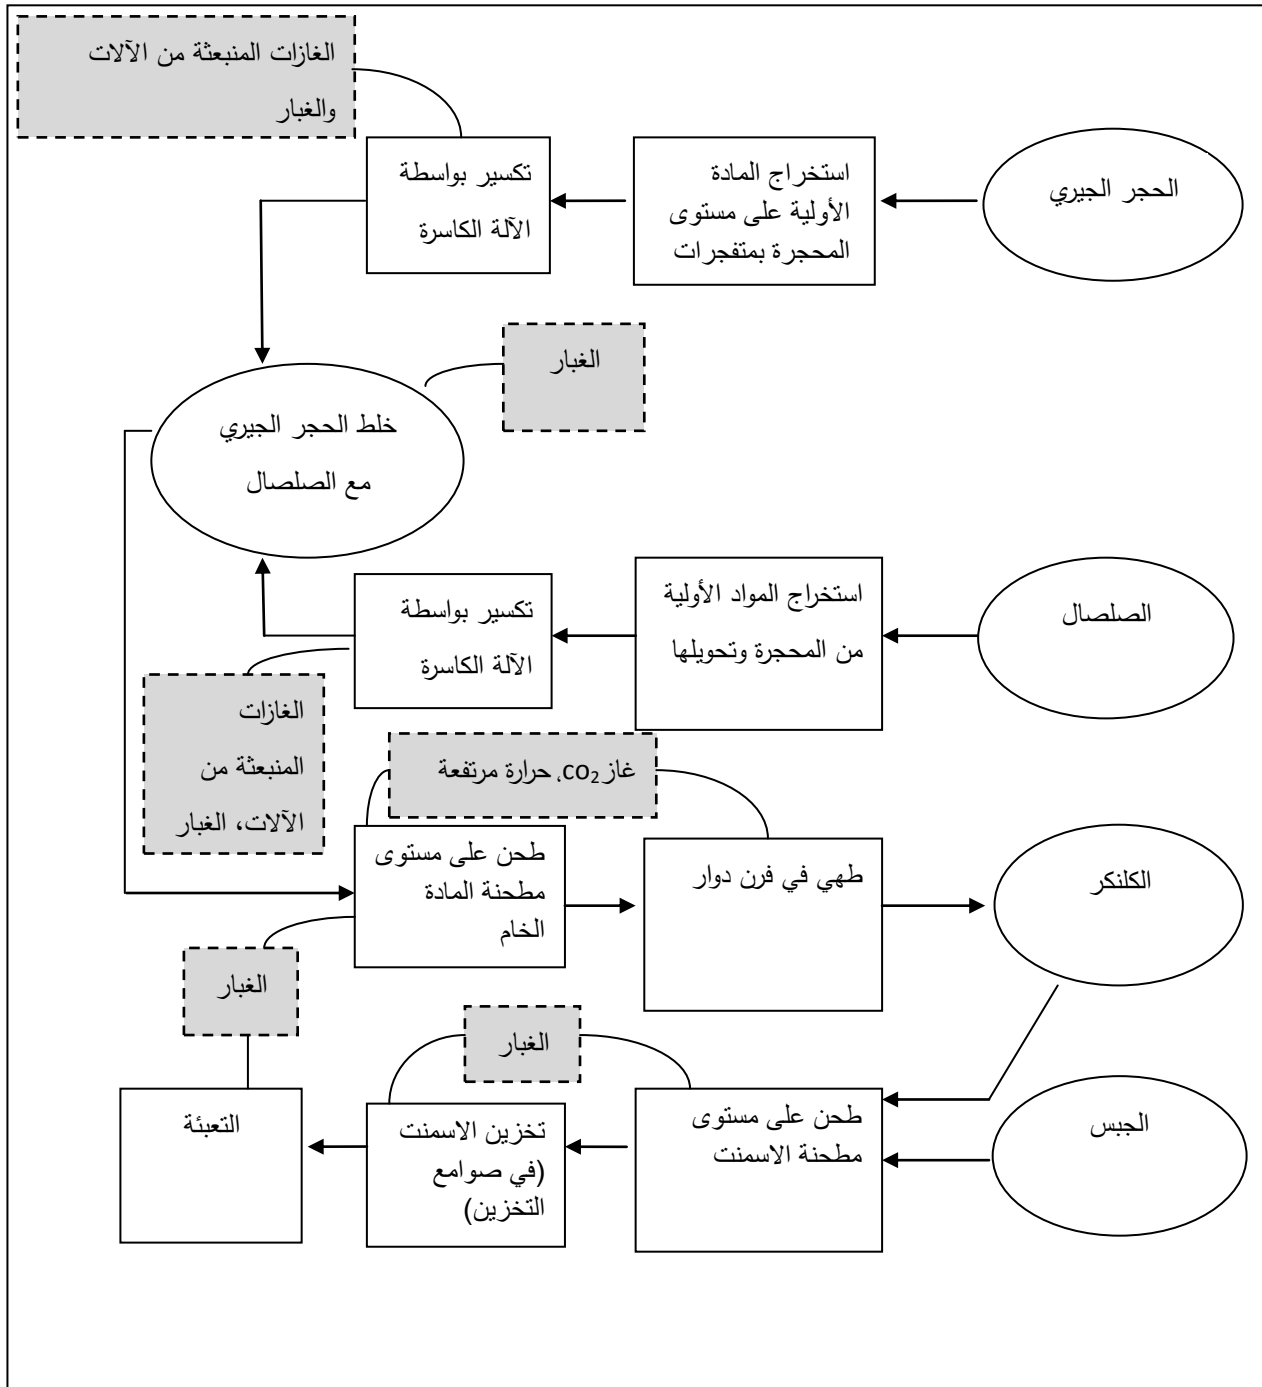 الغازات المنبعثة من الآلات
والغبار
الحجر الجيري
استخراج المادة
الأولية على مستوى
المحجرة بمتفجرات
تكسير بواسطة
الآلة الكاسرة
الغبار
خلط الحجر الجيري
مع الصلصال
الصلصال
استخراج المواد الأولية
من المحجرة وتحويلها
تكسير بواسطة
الآلة الكاسرة
الغازات
المنبعثة من
الآلات، الغبار
غاز co₂، حرارة مرتفعة
طحن على مستوى
مطحنة المادة
الخام
طهي في فرن دوار
الكلنكر
الغبار
الغبار
الجبس
طحن على مستوى
مطحنة الاسمنت
تخزين الاسمنت
(في صوامع
التخزين)
التعبئة